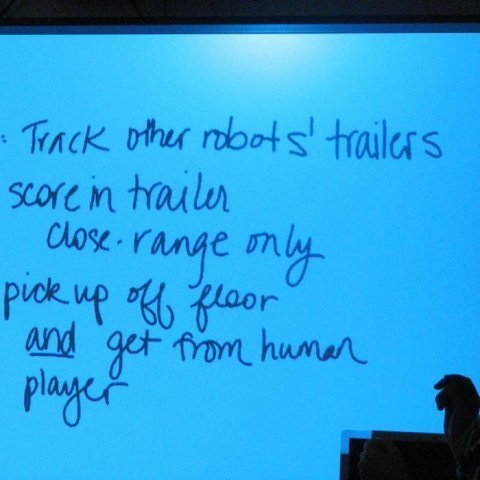 : Track other robots' trailers
score in trailer
close-range only
pick up off floor
and get from human
player